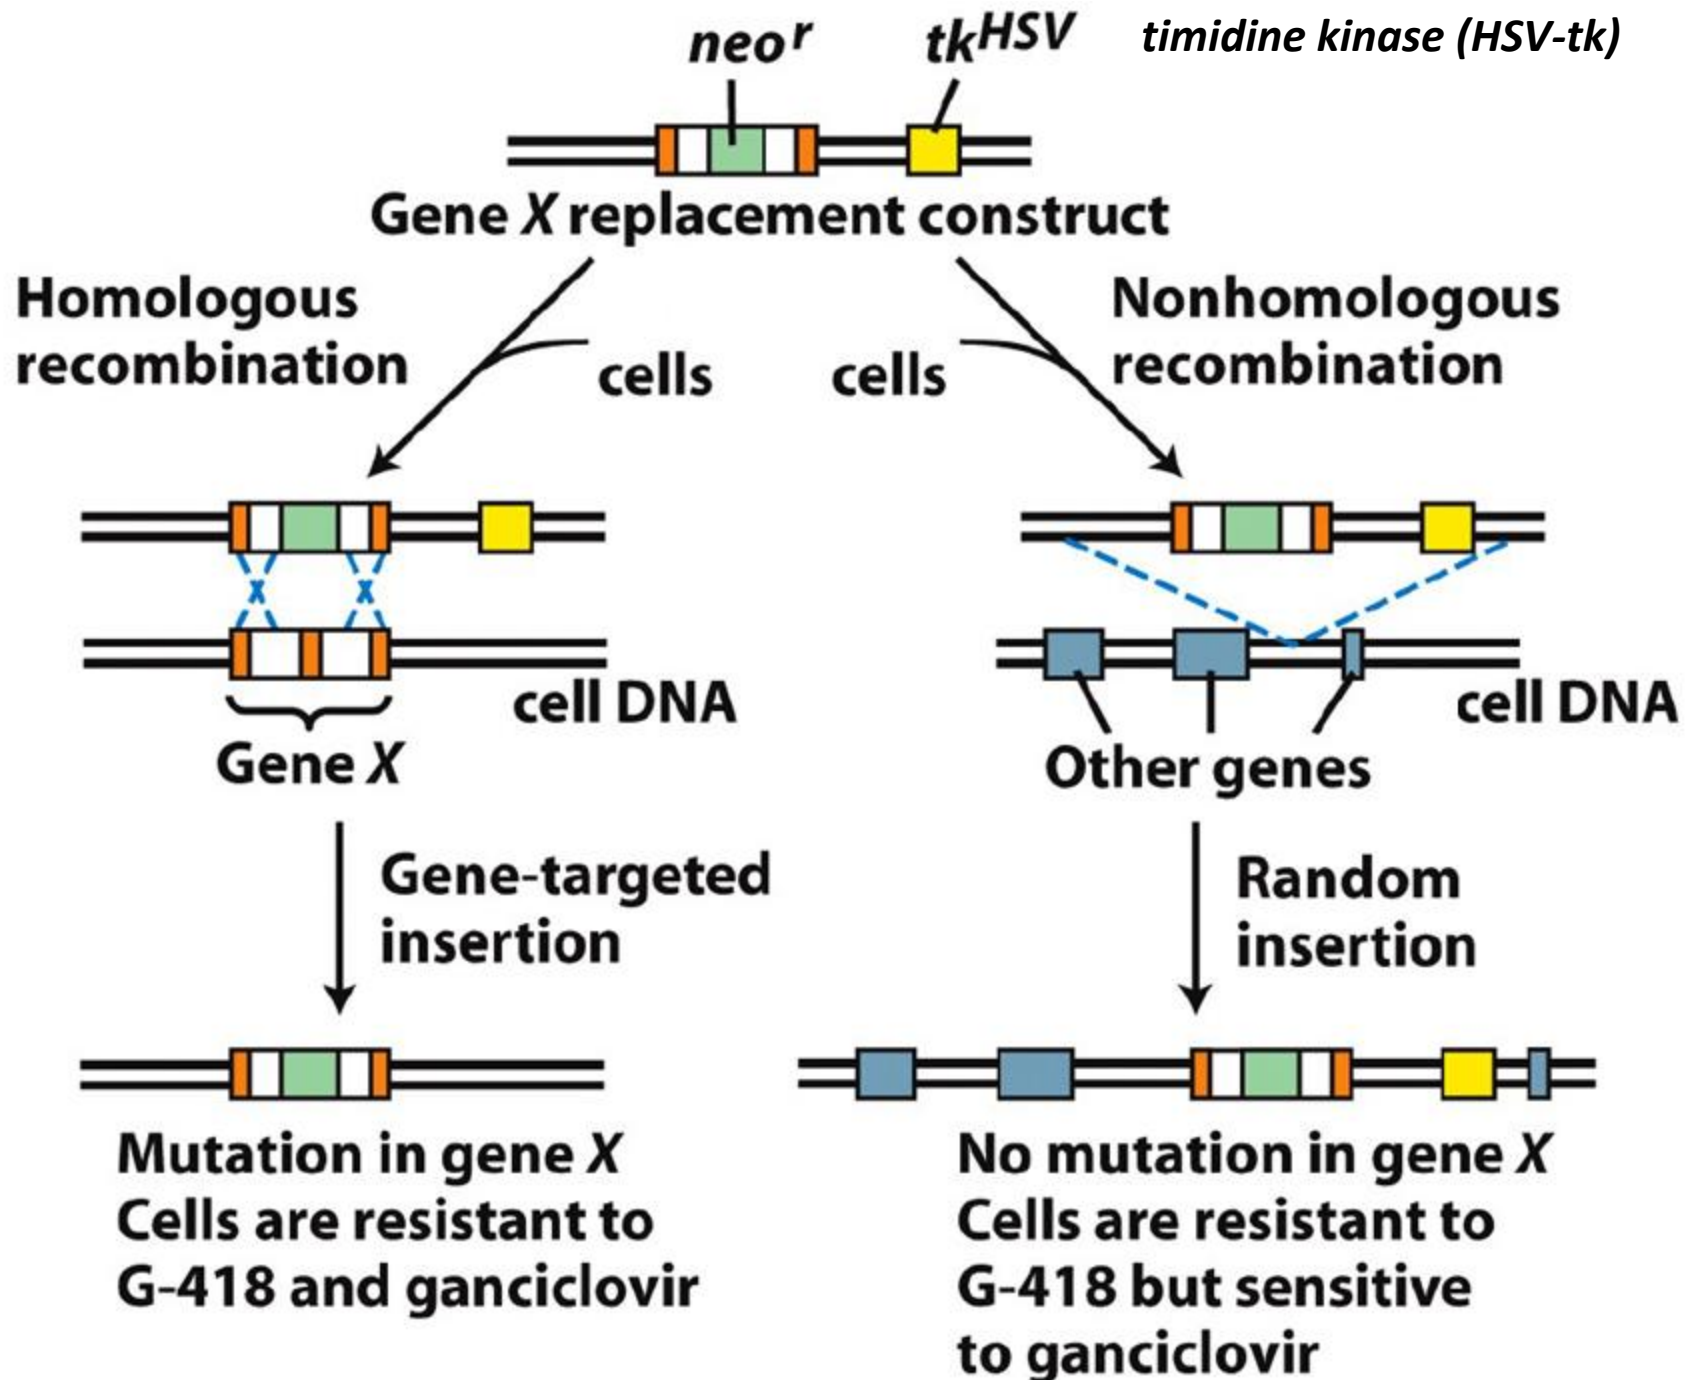 neo^r
tk^HSV
timidine kinase (HSV-tk)
Gene X replacement construct
Homologous
recombination
cells
cells
Nonhomologous
recombination
cell DNA
Gene X
cell DNA
Other genes
Gene-targeted
insertion
Random
insertion
Mutation in gene X
Cells are resistant to
G-418 and ganciclovir
No mutation in gene X
Cells are resistant to
G-418 but sensitive
to ganciclovir